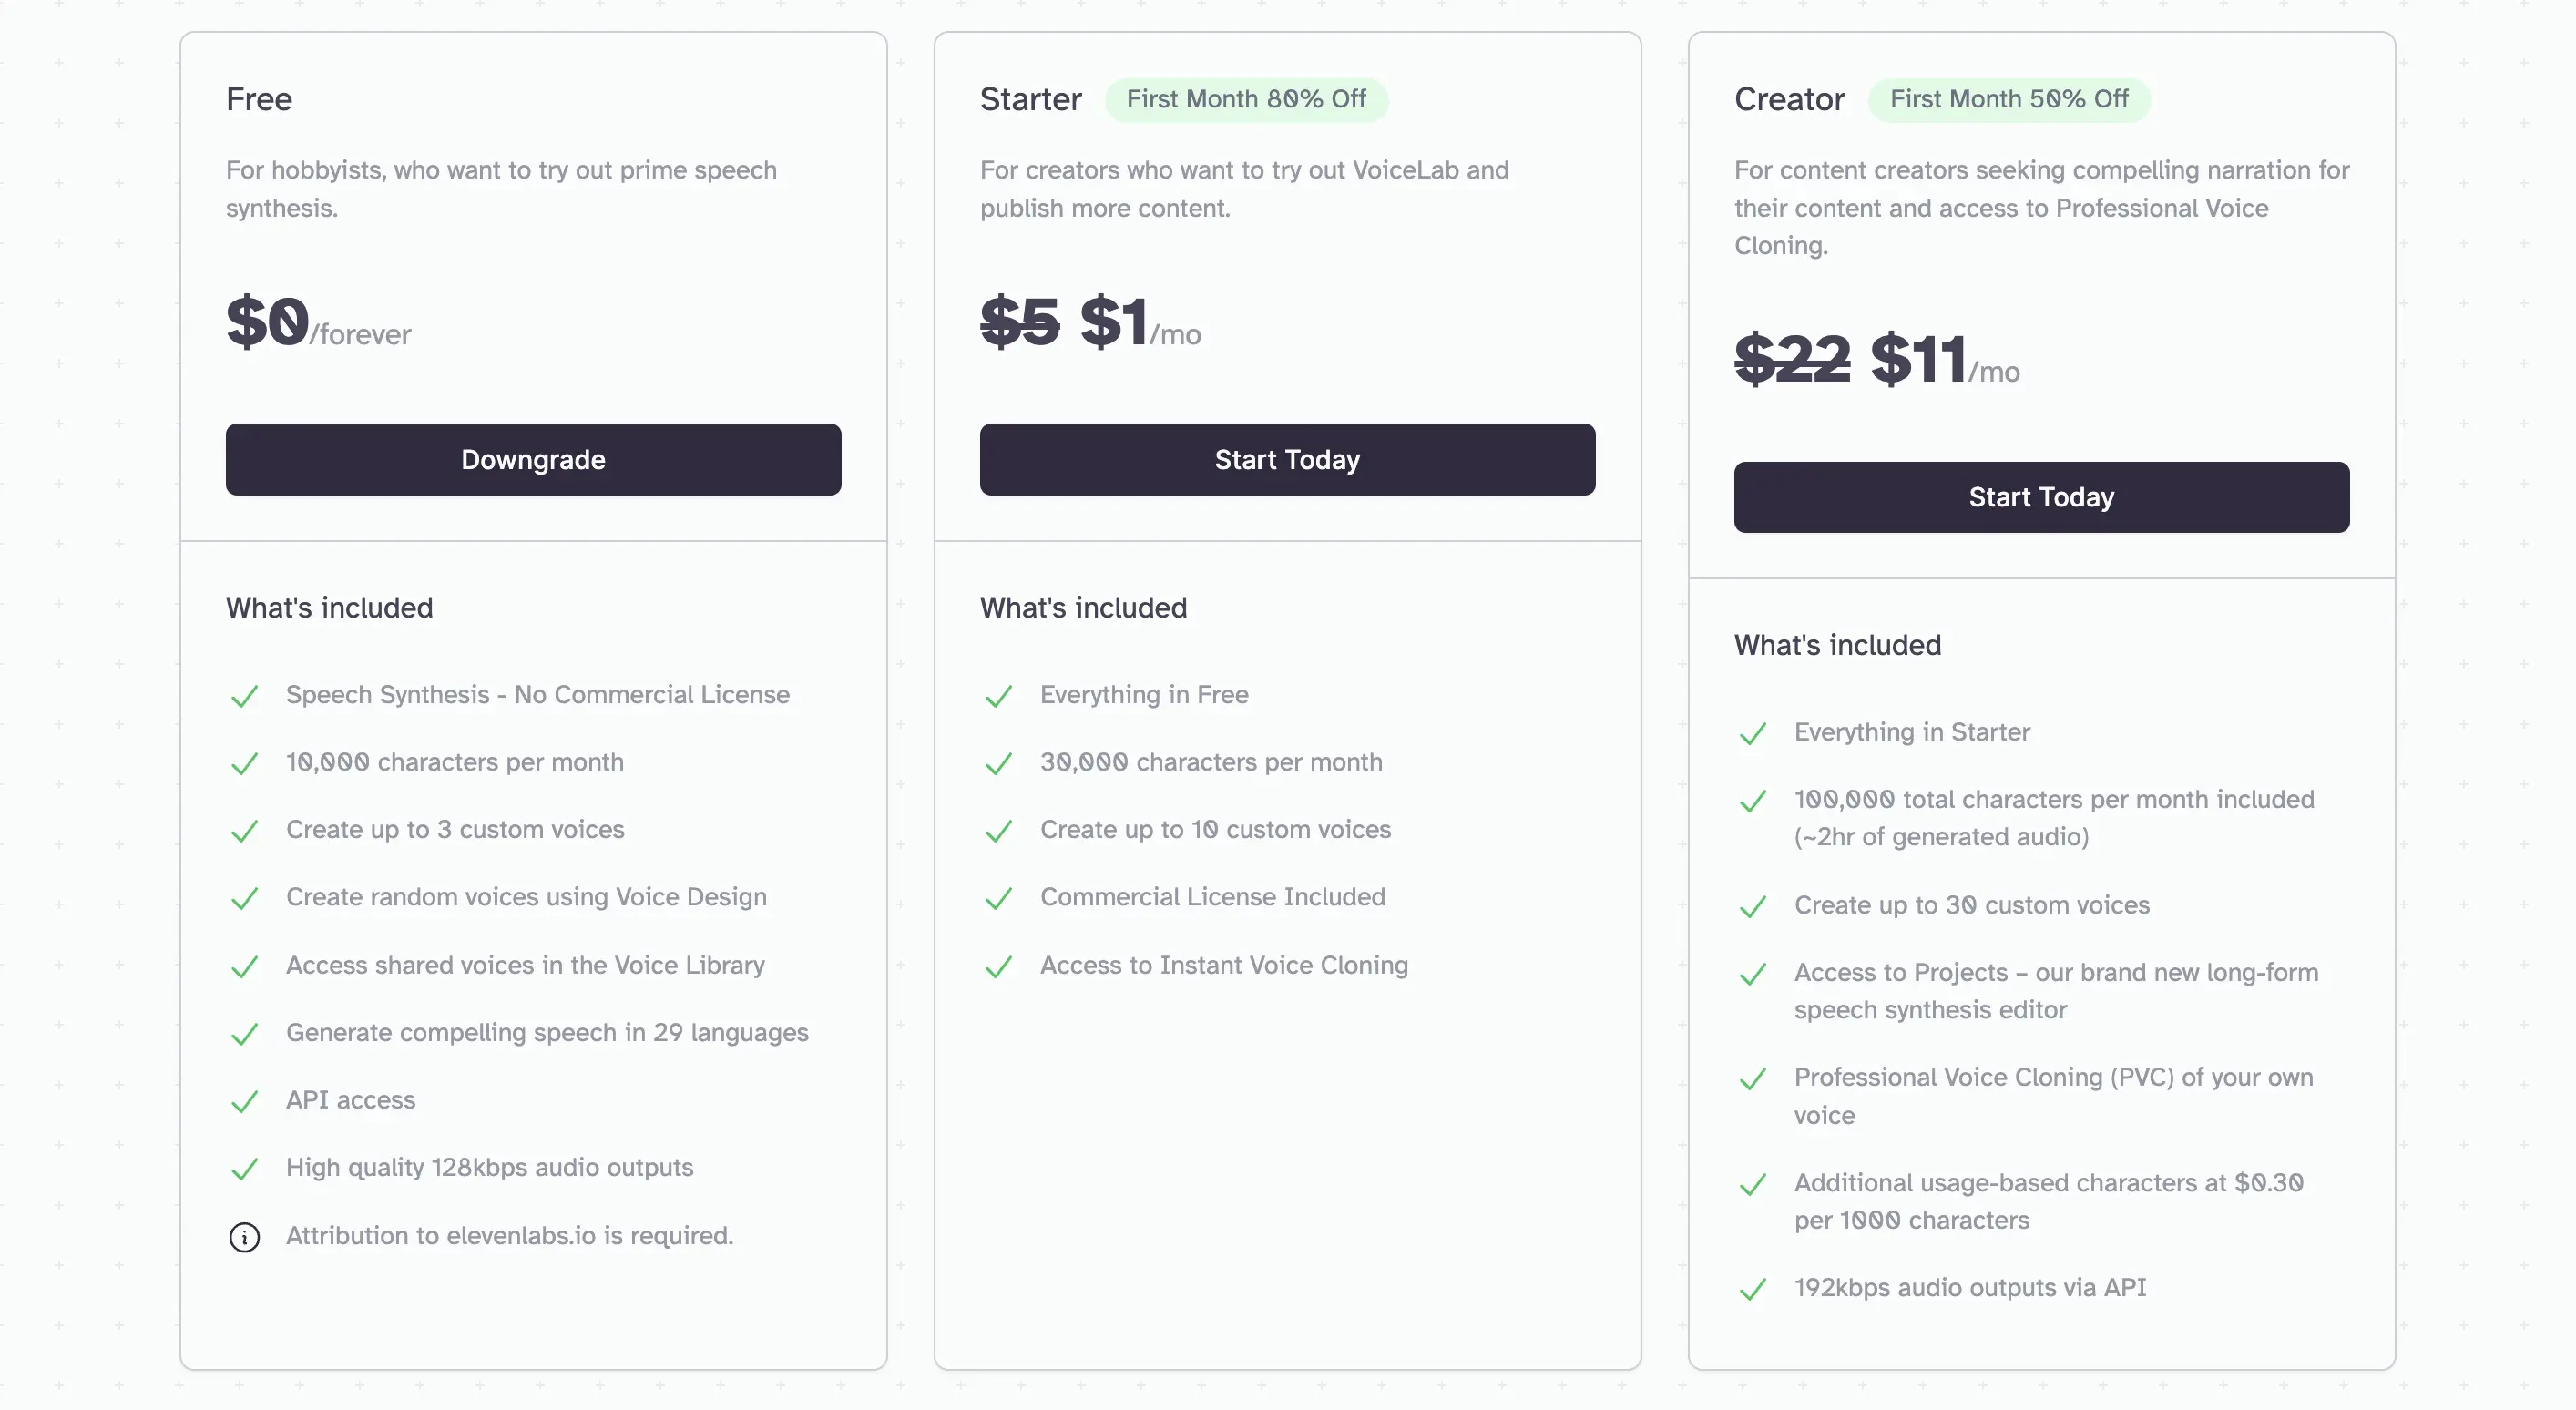 Free
For hobbyists, who want to try out prime speech
synthesis.
$0/forever
Downgrade
What's included
Speech Synthesis - No Commercial License
10,000 characters per month
Create up to 3 custom voices
Create random voices using Voice Design
Access shared voices in the Voice Library
Generate compelling speech in 29 languages
API access
High quality 128kbps audio outputs
Attribution to elevenlabs.io is required.
Starter
First Month 80% Off
For creators who want to try out VoiceLab and
publish more content.
$5 $1/mo
Start Today
What's included
Everything in Free
30,000 characters per month
Create up to 10 custom voices
Commercial License Included
Access to Instant Voice Cloning
Creator
First Month 50% Off
For content creators seeking compelling narration for
their content and access to Professional Voice
Cloning.
$22 $11/mo
Start Today
What's included
Everything in Starter
100,000 total characters per month included
(~2hr of generated audio)
Create up to 30 custom voices
Access to Projects – our brand new long-form
speech synthesis editor
Professional Voice Cloning (PVC) of your own
voice
Additional usage-based characters at $0.30
per 1000 characters
192kbps audio outputs via API